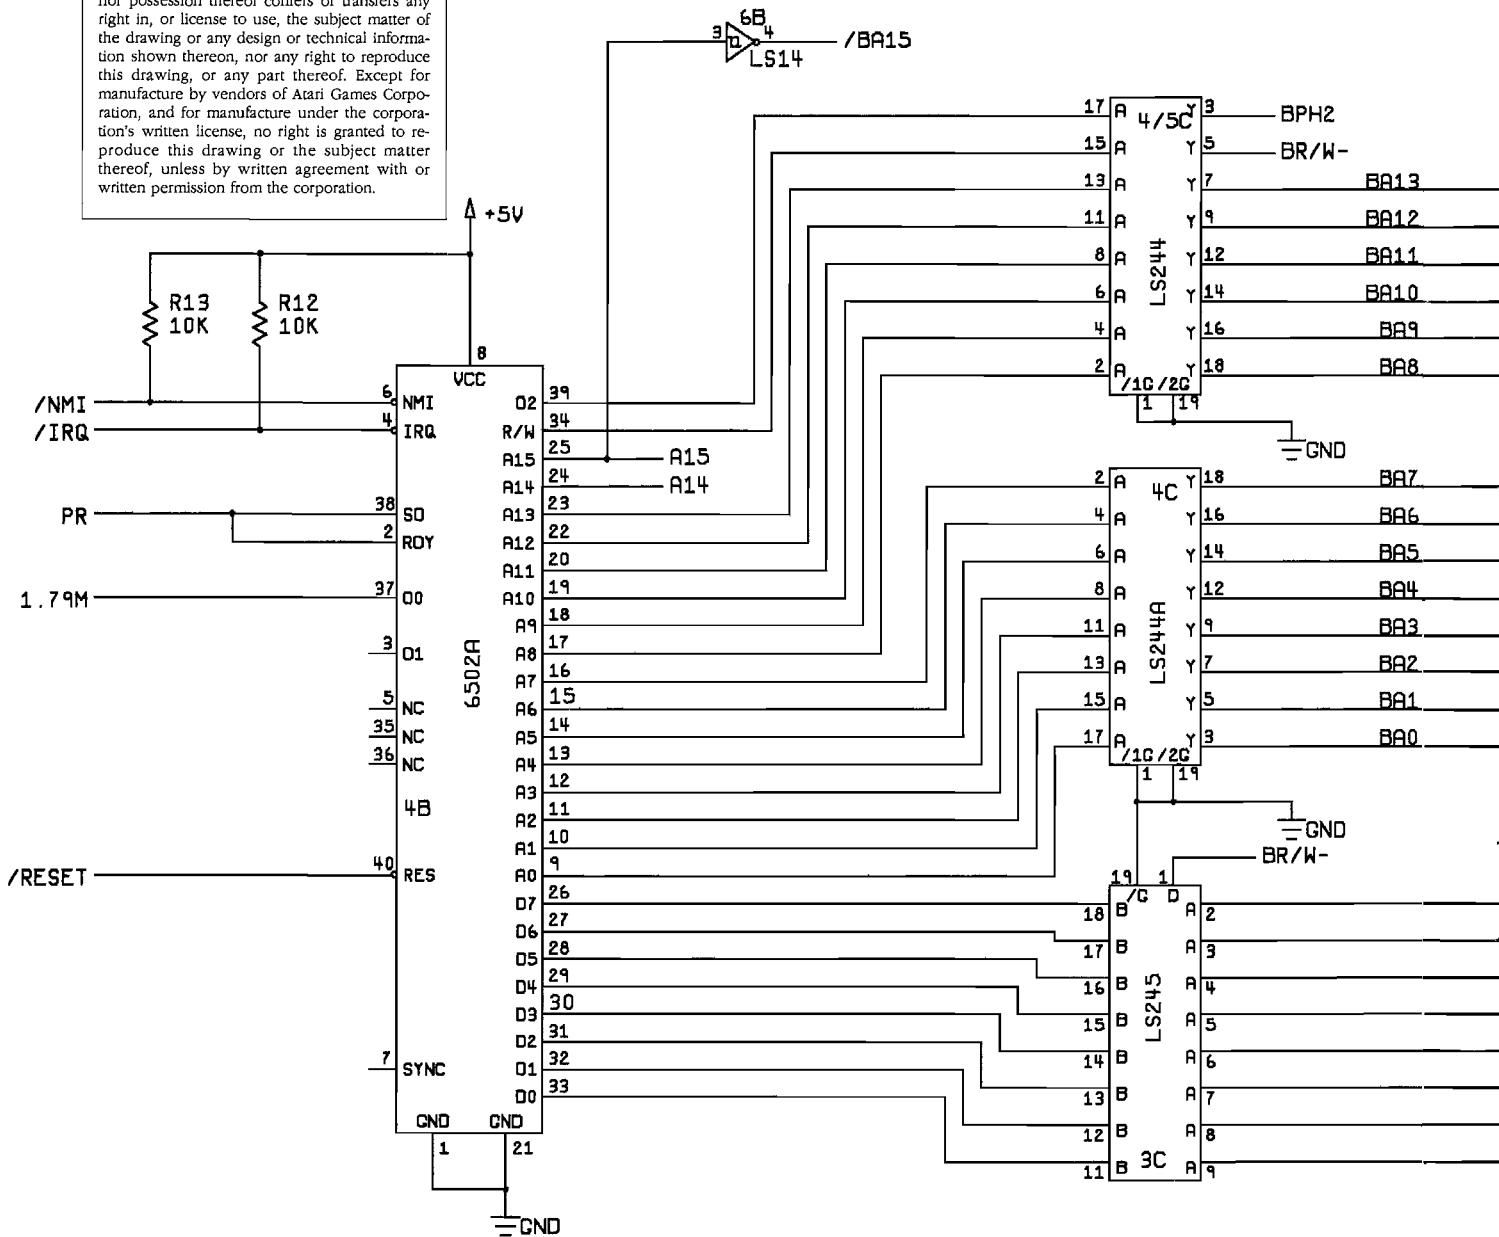 nor possession thereof confers or transfers any
right in, or license to use, the subject matter of
the drawing or any design or technical informa-
tion shown thereon, nor any right to reproduce
this drawing, or any part thereof. Except for
manufacture by vendors of Atari Games Corpo-
ration, and for manufacture under the corpora-
tion's written license, no right is granted to re-
produce this drawing or the subject matter
thereof, unless by written agreement with or
written permission from the corporation.
6B
3 4 /BA15
LS14
+5V
R13
10K
R12
10K
/NMI
/IRQ
PR
1.79M
/RESET
8
VCC
6 NMI
4 IRQ
38 SO
2 RDY
37 O0
3 O1
5 NC
35 NC
36 NC
40 RES
7 SYNC
6502A
4B
O2 39
R/W 34
A15 25 A15
A14 24 A14
A13 23
A12 22
A11 20
A10 19
A9 18
A8 17
A7 16
A6 15
A5 14
A4 13
A3 12
A2 11
A1 10
A0 9
D7 26
D6 27
D5 28
D4 29
D3 30
D2 31
D1 32
D0 33
GND GND
1 21
GND
4/5C
LS244
17 A Y 3 BPH2
15 A Y 5 BR/W-
13 A Y 7 BA13
11 A Y 9 BA12
8 A Y 12 BA11
6 A Y 14 BA10
4 A Y 16 BA9
2 A Y 18 BA8
/1G /2G
1 19
GND
4C
LS244A
2 A Y 18 BA7
4 A Y 16 BA6
6 A Y 14 BA5
8 A Y 12 BA4
11 A Y 9 BA3
13 A Y 7 BA2
15 A Y 5 BA1
17 A Y 3 BA0
/1G /2G
1 19
GND
BR/W-
19 1
/G D
LS245
18 B A 2
17 B A 3
16 B A 4
15 B A 5
14 B A 6
13 B A 7
12 B A 8
11 B A 9
3C